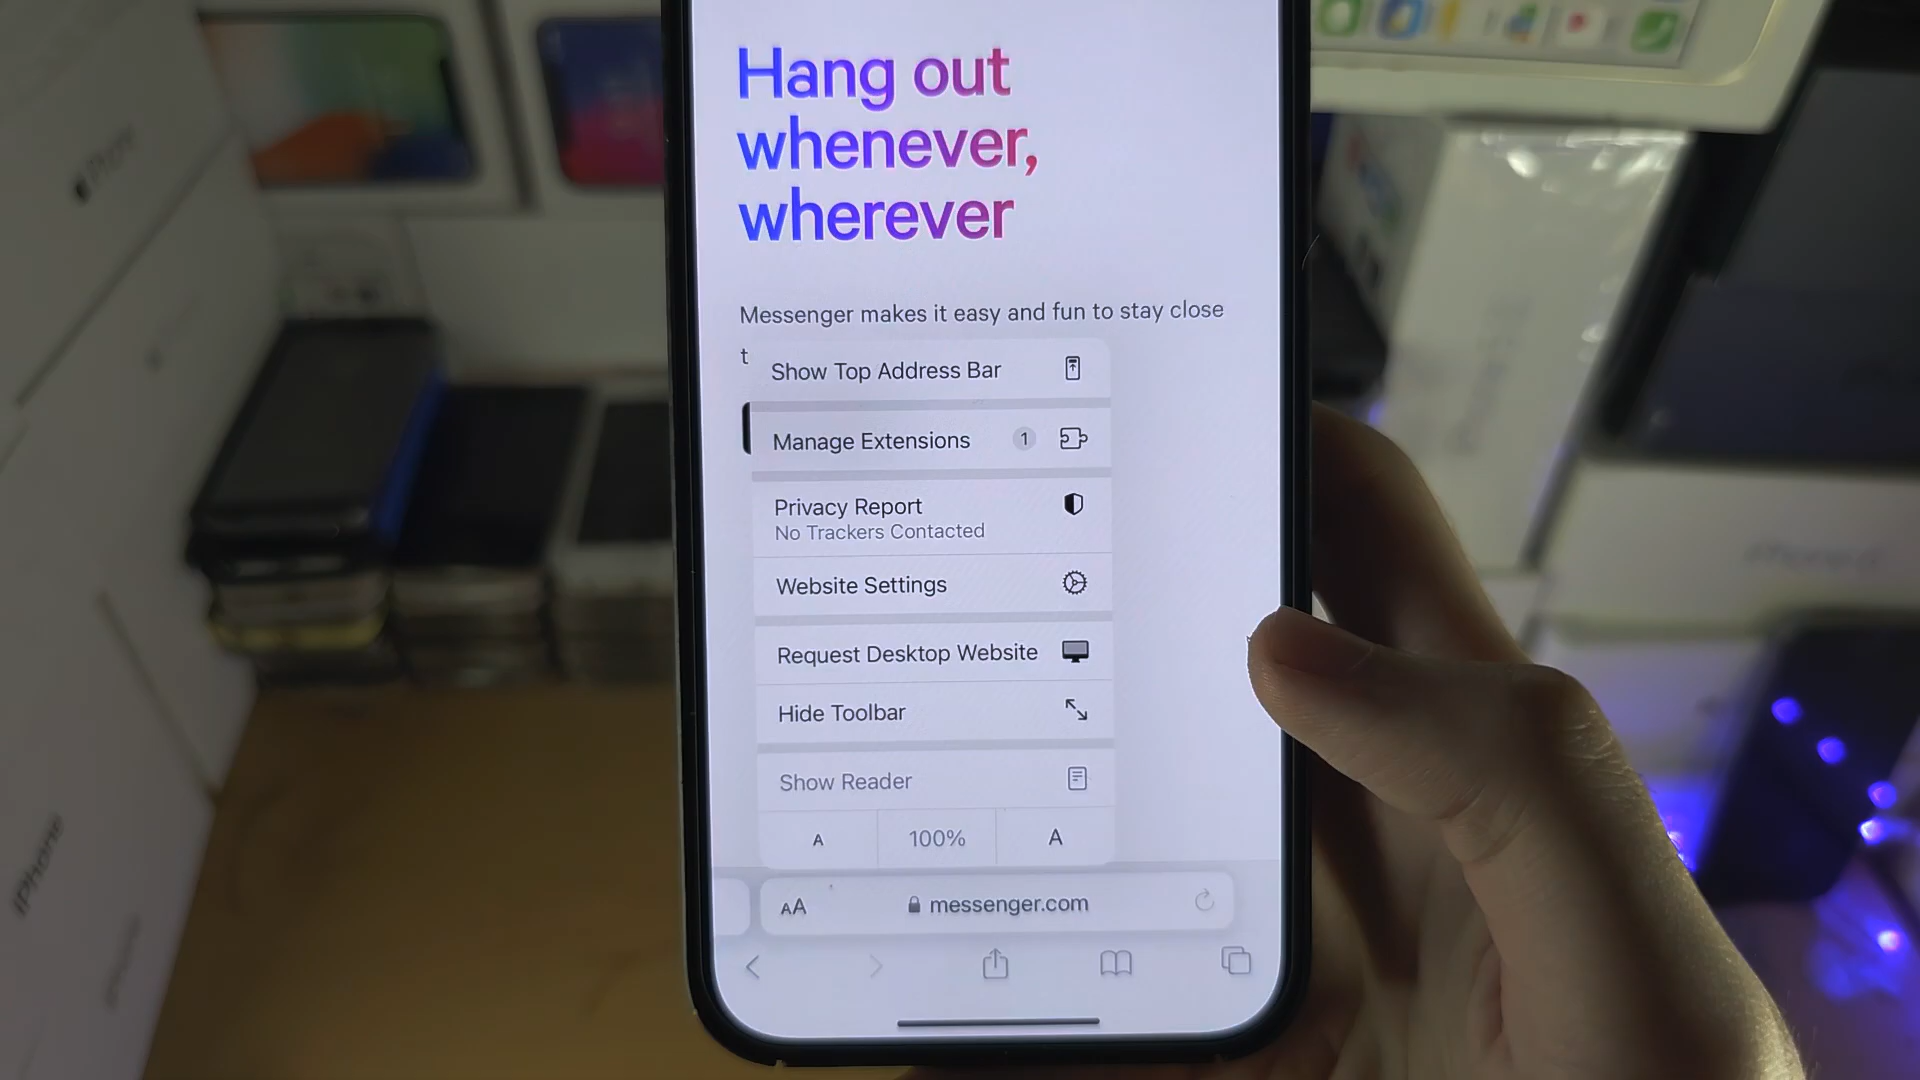 Hang out
whenever,
wherever
Messenger makes it easy and fun to stay close
t
Show Top Address Bar
Manage Extensions 1
Privacy Report
No Trackers Contacted
Website Settings
Request Desktop Website
Hide Toolbar
Show Reader
A 100% A
AA messenger.com
iPhone
iPhone